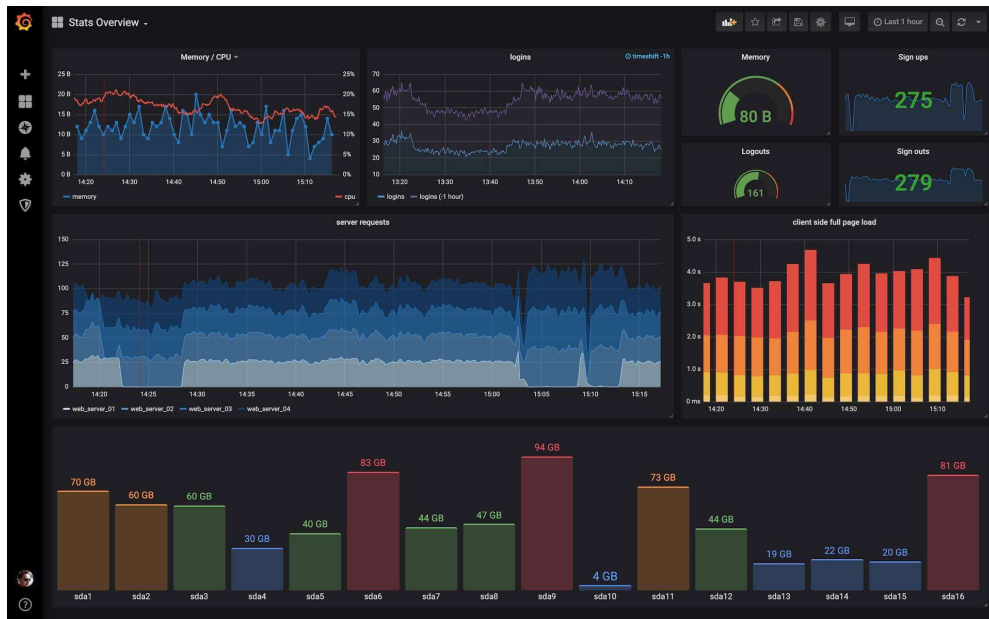 Stats Overview
Last 1 hour
Memory / CPU
25 B
20 B
15 B
10 B
5 B
0 B
25%
20%
15%
10%
5%
0%
14:20 14:30 14:40 14:50 15:00 15:10
memory cpu
logins
timeshift -1h
70
60
50
40
30
20
10
13:20 13:30 13:40 13:50 14:00 14:10
logins logins (-1 hour)
Memory
80 B
Sign ups
275
Logouts
161
Sign outs
279
server requests
150
125
100
75
50
25
0
14:20 14:25 14:30 14:35 14:40 14:45 14:50 14:55 15:00 15:05 15:10 15:15
web_server_01 web_server_02 web_server_03 web_server_04
client side full page load
5.0 s
4.0 s
3.0 s
2.0 s
1.0 s
0 ms
14:20 14:30 14:40 14:50 15:00 15:10
70 GB 60 GB 60 GB 30 GB 40 GB 83 GB 44 GB 47 GB 94 GB 4 GB 73 GB 44 GB 19 GB 22 GB 20 GB 81 GB
sda1 sda2 sda3 sda4 sda5 sda6 sda7 sda8 sda9 sda10 sda11 sda12 sda13 sda14 sda15 sda16